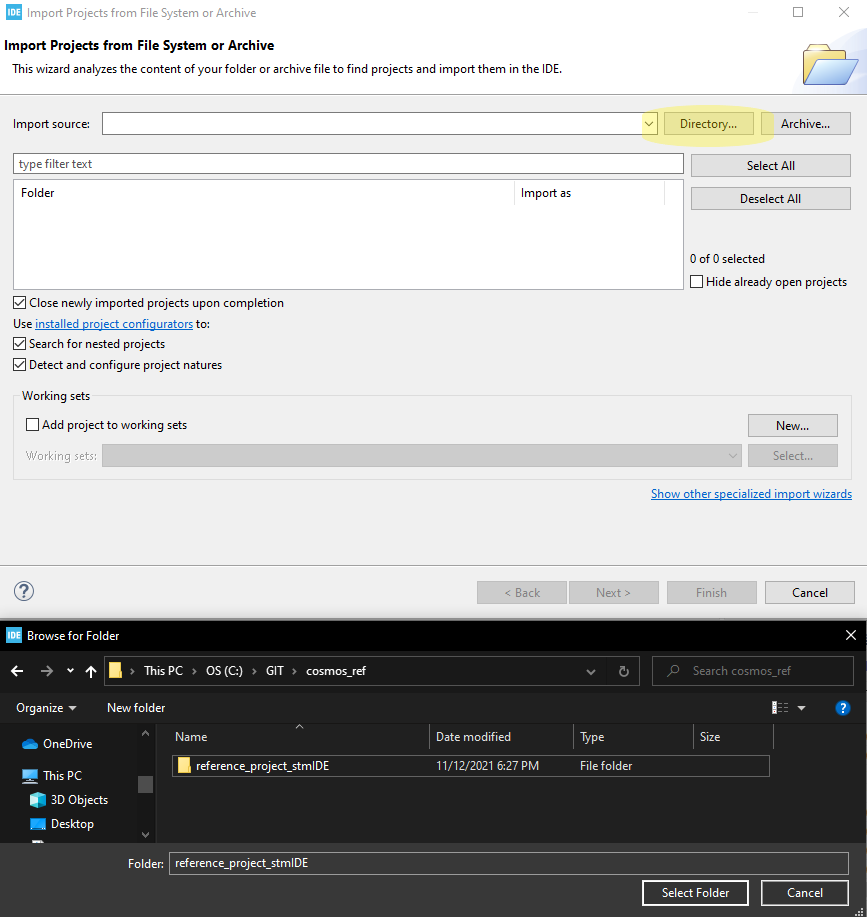 IDE Import Projects from File System or Archive
Import Projects from File System or Archive
This wizard analyzes the content of your folder or archive file to find projects and import them in the IDE.
Import source: Directory... Archive...
type filter text Select All
Folder Import as
Deselect All
0 of 0 selected
Hide already open projects
Close newly imported projects upon completion
Use installed project configurators to:
Search for nested projects
Detect and configure project natures
Working sets
Add project to working sets New...
Working sets: Select...
Show other specialized import wizards
? < Back Next > Finish Cancel
IDE Browse for Folder
This PC › OS (C:) › GIT › cosmos_ref Search cosmos_ref
Organize New folder ?
Name Date modified Type Size
OneDrive
reference_project_stmIDE 11/12/2021 6:27 PM File folder
This PC
3D Objects
Desktop
Folder: reference_project_stmIDE
Select Folder Cancel